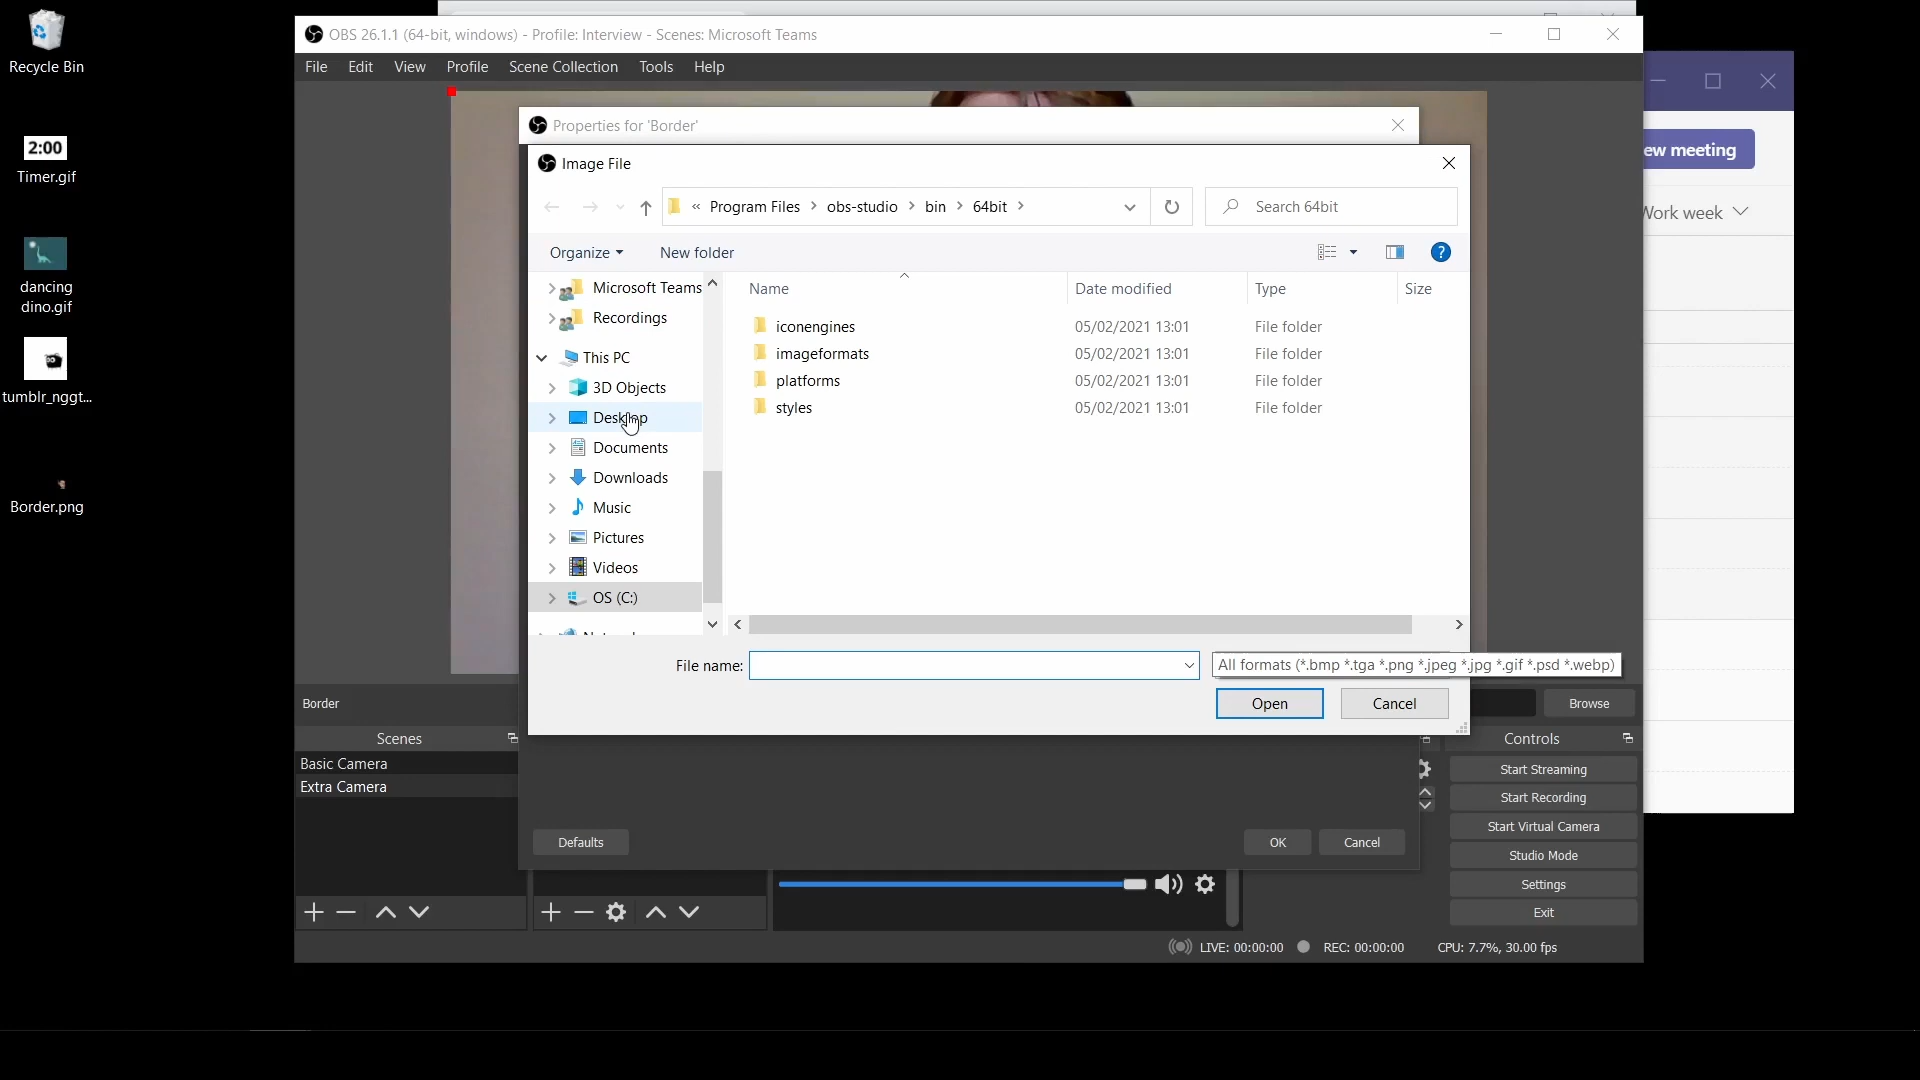 Recycle Bin
2:00
Timer.gif
dancing
dino.gif
tumblr_nggt...
Border.png
OBS 26.1.1 (64-bit, windows) - Profile: Interview - Scenes: Microsoft Teams
File Edit View Profile Scene Collection Tools Help
Properties for 'Border'
Image File
« Program Files > obs-studio > bin > 64bit >
Search 64bit
Organize
New folder
Microsoft Teams
Recordings
This PC
3D Objects
Desktop
Documents
Downloads
Music
Pictures
Videos
OS (C:)
Name Date modified Type Size
iconengines 05/02/2021 13:01 File folder
imageformats 05/02/2021 13:01 File folder
platforms 05/02/2021 13:01 File folder
styles 05/02/2021 13:01 File folder
File name:
All formats (*.bmp *.tga *.png *.jpeg *.jpg *.gif *.psd *.webp)
Open
Cancel
ew meeting
Work week
Border
Browse
Scenes
Basic Camera
Extra Camera
Defaults
OK
Cancel
Controls
Start Streaming
Start Recording
Start Virtual Camera
Studio Mode
Settings
Exit
LIVE: 00:00:00
REC: 00:00:00
CPU: 7.7%, 30.00 fps